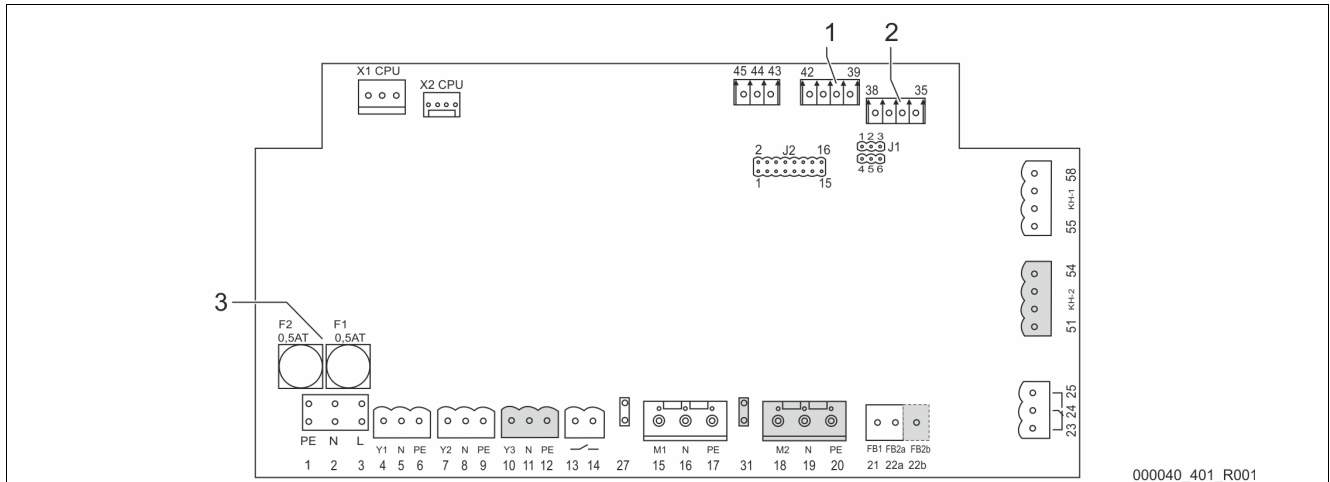 1 2
X1 CPU
X2 CPU
45 44 43
42 39
38 35
1 2 3
J1
4 5 6
2 J2 16
1 15
58
KH-1
55
54
KH-2
51
3
F2 F1
0,5AT 0,5AT
25
24
23
PE N L
Y1 N PE Y2 N PE Y3 N PE M1 N PE M2 N PE FB1 FB2a FB2b
1 2 3 4 5 6 7 8 9 10 11 12 13 14 27 15 16 17 31 18 19 20 21 22a 22b
000040_401_R001